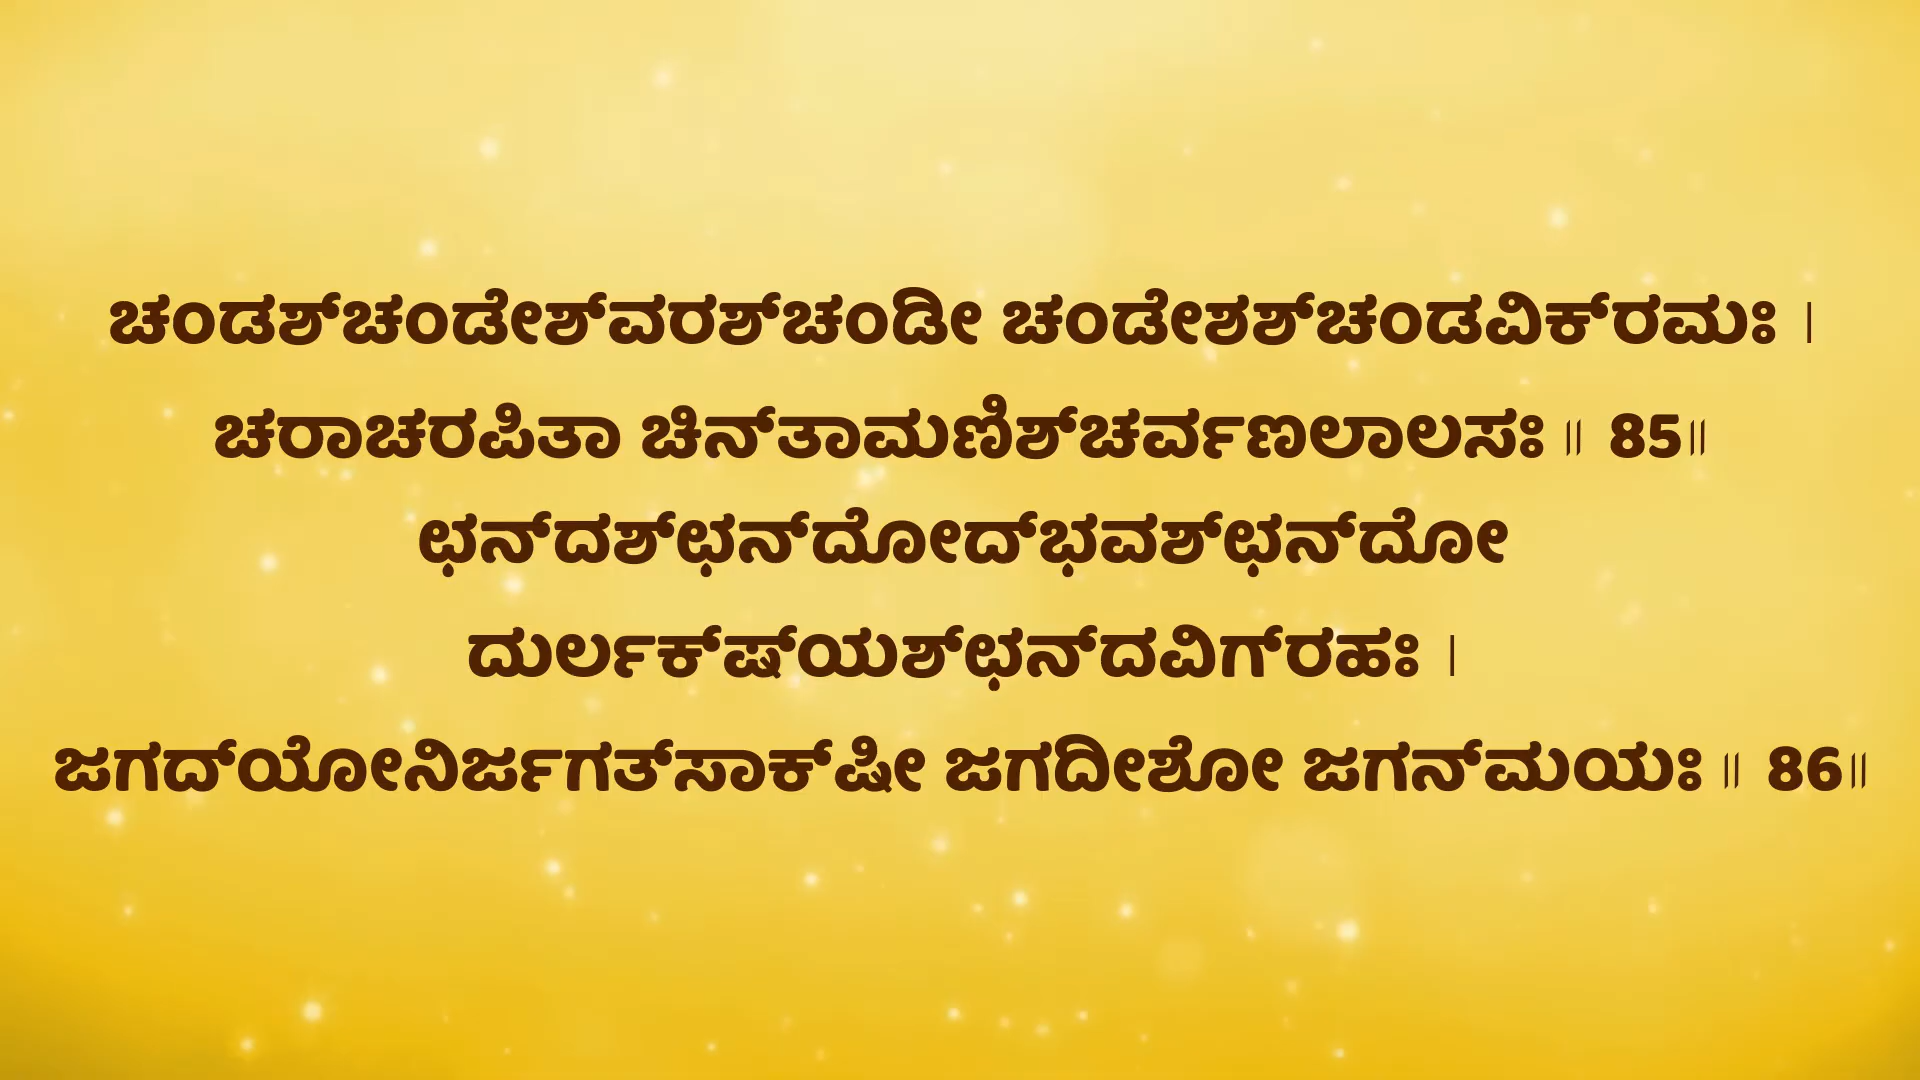 ಚಂಡಶ್‌ಚಂಡೇಶ್‌ವರಶ್‌ಚಂಡೀ ಚಂಡೇಶಶ್‌ಚಂಡವಿಕ್‌ರಮಃ ।
ಚರಾಚರಪಿತಾ ಚಿನ್‌ತಾಮಣಿಶ್‌ಚರ್ವಣಲಾಲಸಃ ॥ 85॥
ಛನ್‌ದಶ್‌ಛನ್‌ದೋದ್‌ಭವಶ್‌ಛನ್‌ದೋ
ದುರ್ಲಕ್‌ಷ್‌ಯಶ್‌ಛನ್‌ದವಿಗ್‌ರಹಃ ।
ಜಗದ್‌ಯೋನಿರ್ಜಗತ್‌ಸಾಕ್‌ಷೀ ಜಗದೀಶೋ ಜಗನ್‌ಮಯಃ ॥ 86॥